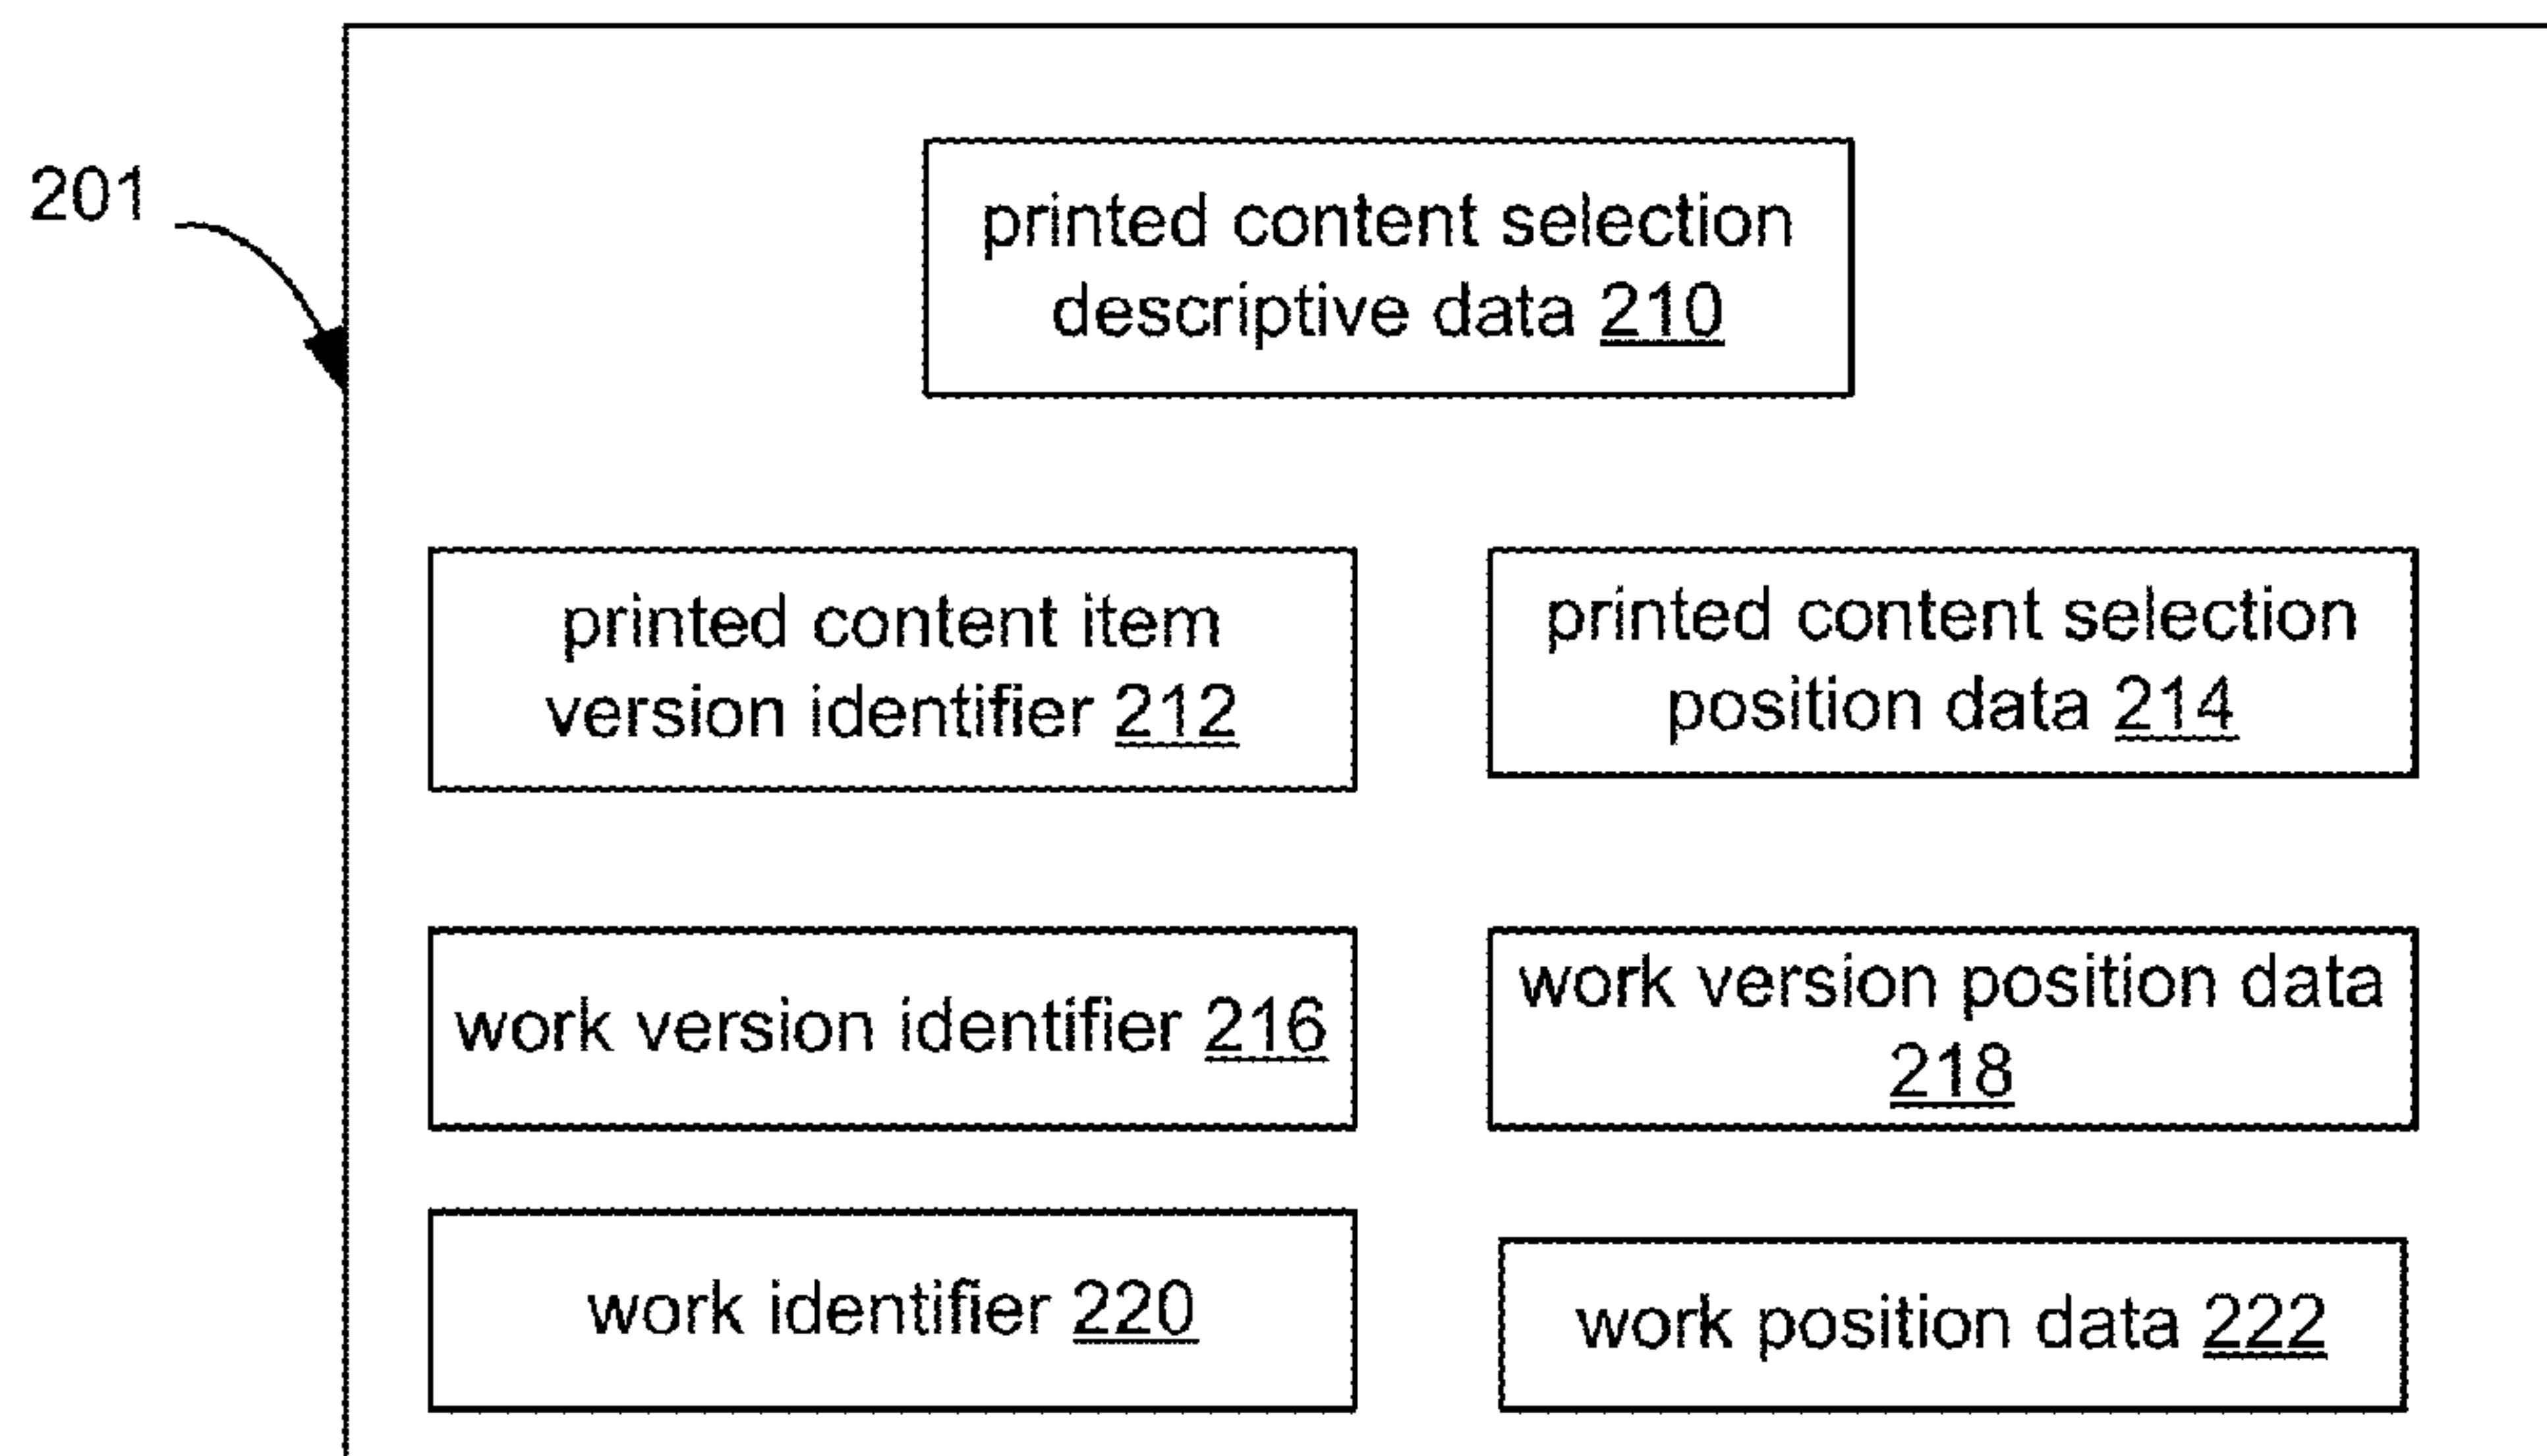 201
printed content selection
descriptive data 210
printed content item
version identifier 212
printed content selection
position data 214
work version identifier 216
work version position data
218
work identifier 220
work position data 222